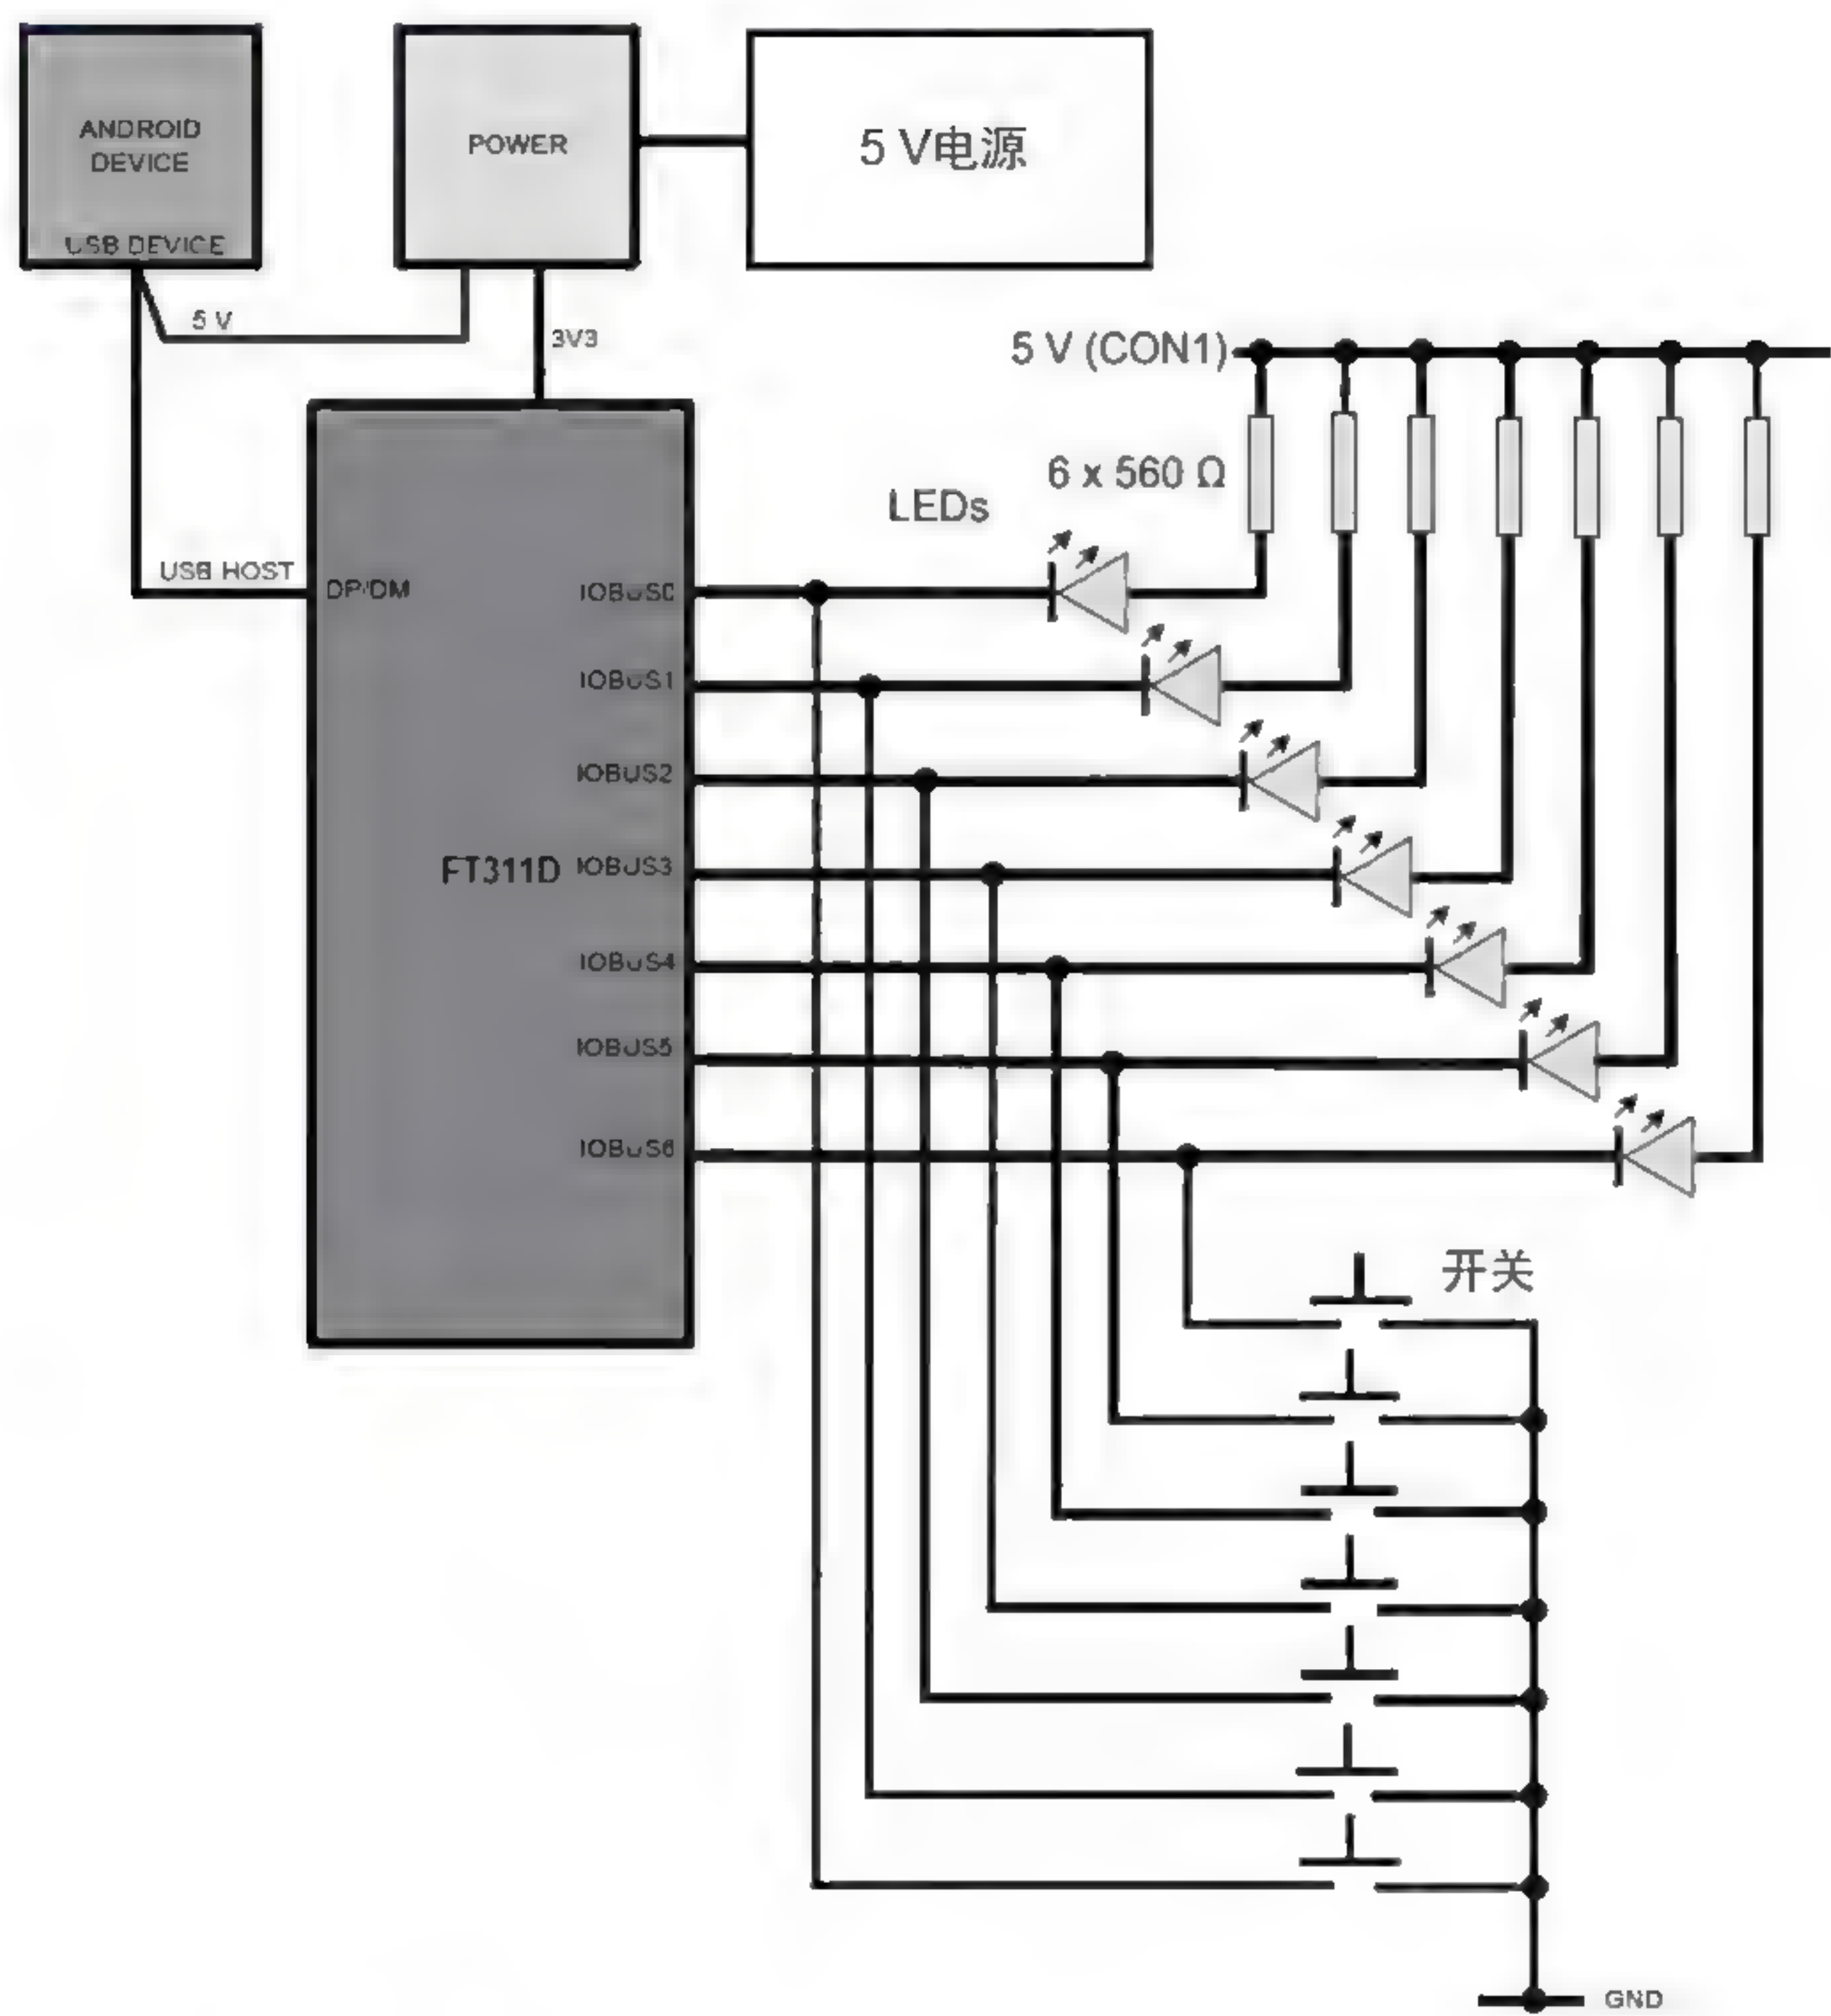 ANDROID
DEVICE
USB DEVICE
POWER
5 V电源
5 V
3V3
5 V (CON1)
6 x 560 Ω
LEDs
USB HOST
DP/DM
IOBUS0
IOBUS1
IOBUS2
FT311D
IOBUS3
IOBUS4
IOBUS5
IOBUS6
开关
GND